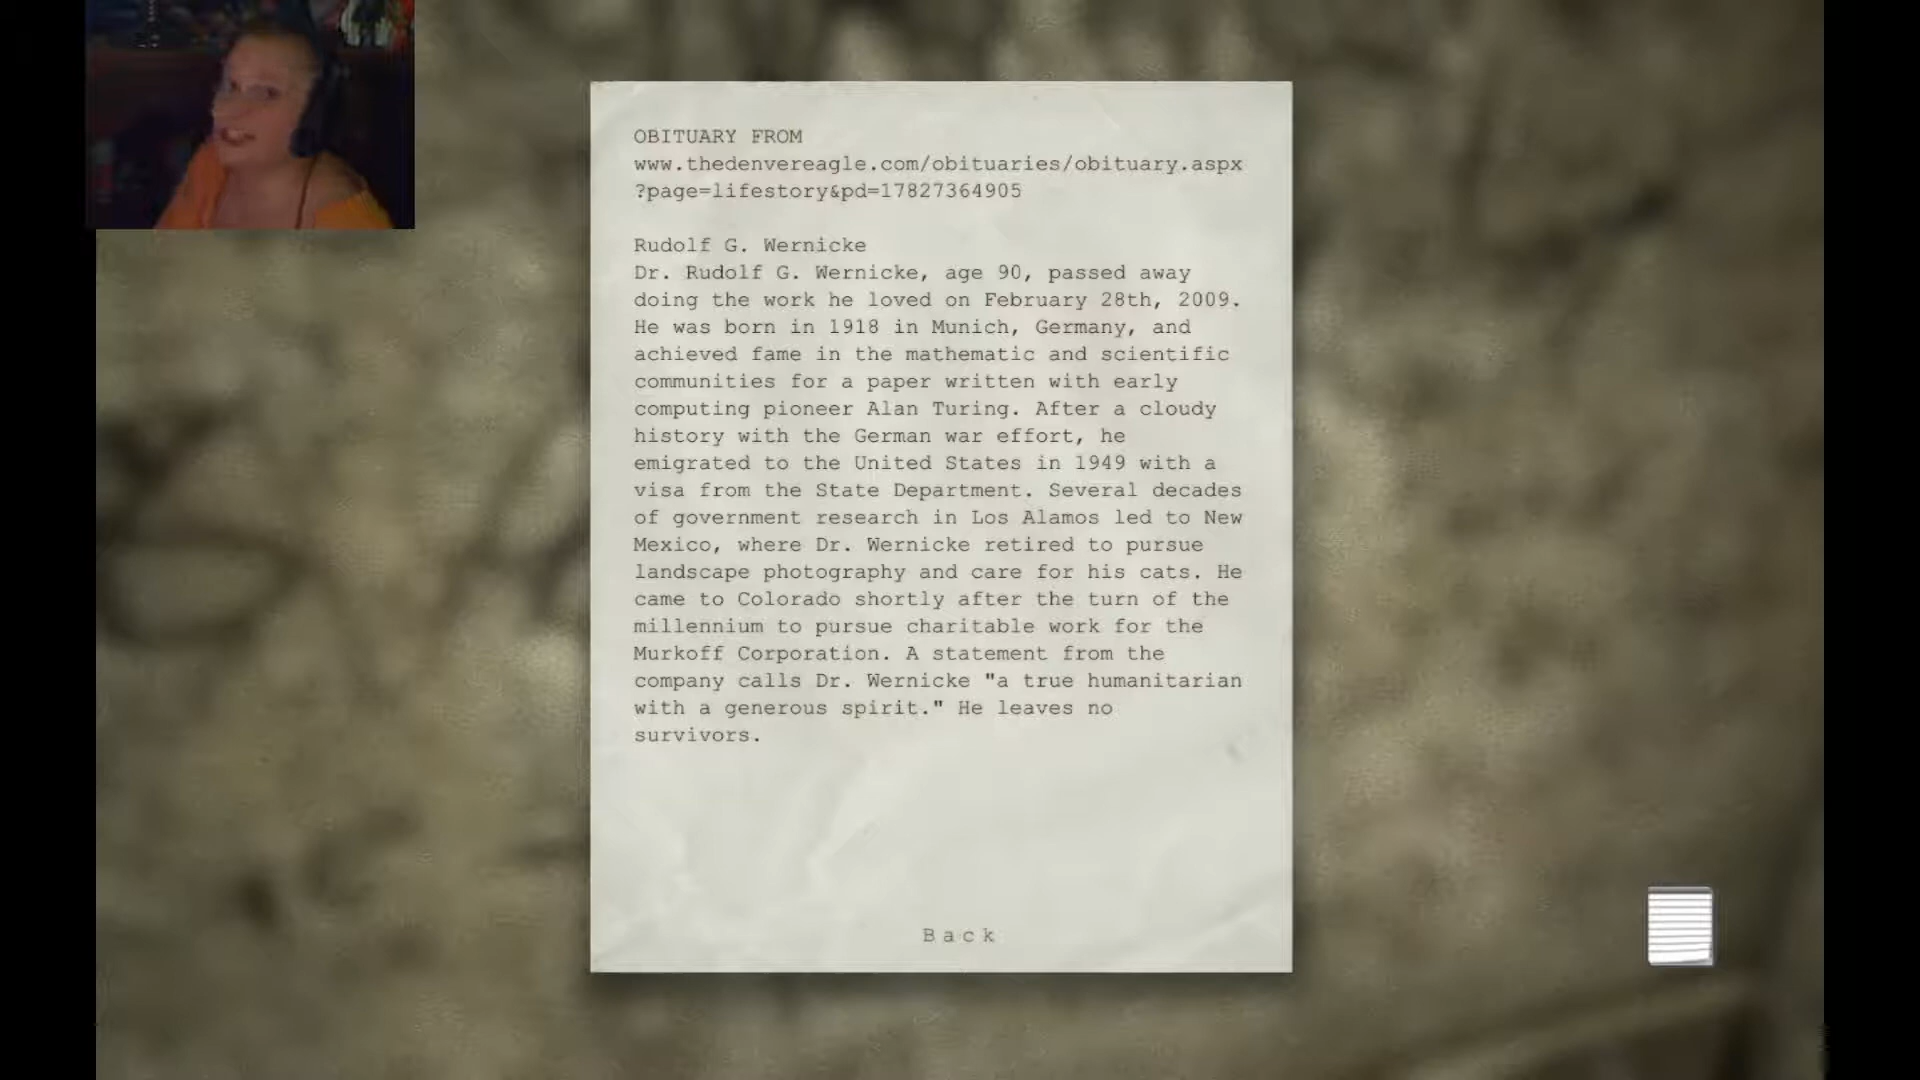 OBITUARY FROM
www.thedenvereagle.com/obituaries/obituary.aspx
?page=lifestory&pd=17827364905
Rudolf G. Wernicke
Dr. Rudolf G. Wernicke, age 90, passed away
doing the work he loved on February 28th, 2009.
He was born in 1918 in Munich, Germany, and
achieved fame in the mathematic and scientific
communities for a paper written with early
computing pioneer Alan Turing. After a cloudy
history with the German war effort, he
emigrated to the United States in 1949 with a
visa from the State Department. Several decades
of government research in Los Alamos led to New
Mexico, where Dr. Wernicke retired to pursue
landscape photography and care for his cats. He
came to Colorado shortly after the turn of the
millennium to pursue charitable work for the
Murkoff Corporation. A statement from the
company calls Dr. Wernicke "a true humanitarian
with a generous spirit." He leaves no
survivors.
Back